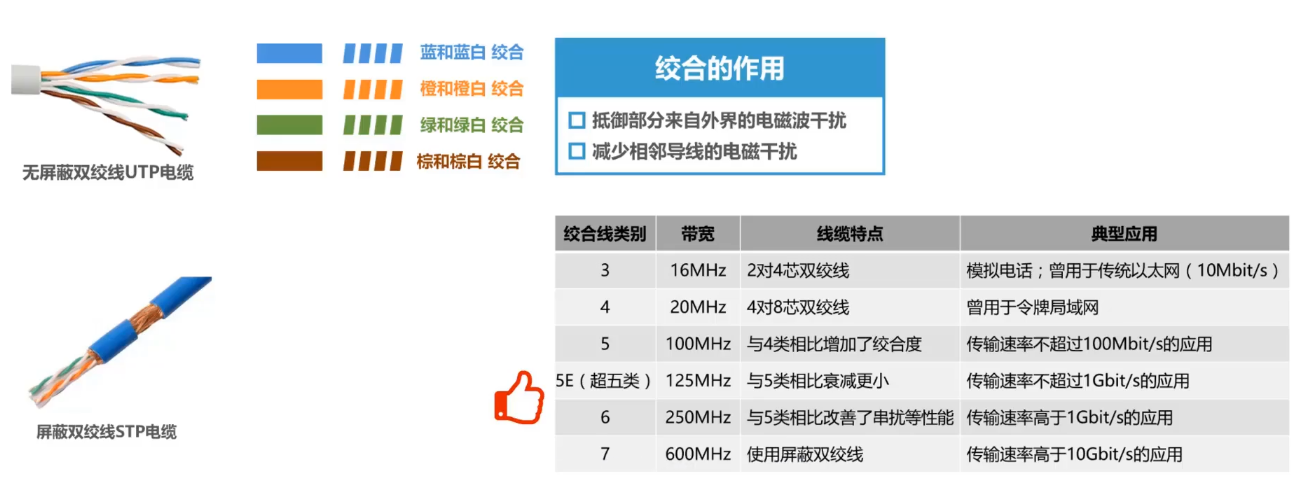 蓝和蓝白 绞合
橙和橙白 绞合
绿和绿白 绞合
棕和棕白 绞合
无屏蔽双绞线UTP电缆
绞合的作用
抵御部分来自外界的电磁波干扰
减少相邻导线的电磁干扰
屏蔽双绞线STP电缆
绞合线类别 带宽 线缆特点 典型应用
3 16MHz 2对4芯双绞线 模拟电话；曾用于传统以太网（10Mbit/s）
4 20MHz 4对8芯双绞线 曾用于令牌局域网
5 100MHz 与4类相比增加了绞合度 传输速率不超过100Mbit/s的应用
5E（超五类） 125MHz 与5类相比衰减更小 传输速率不超过1Gbit/s的应用
6 250MHz 与5类相比改善了串扰等性能 传输速率高于1Gbit/s的应用
7 600MHz 使用屏蔽双绞线 传输速率高于10Gbit/s的应用